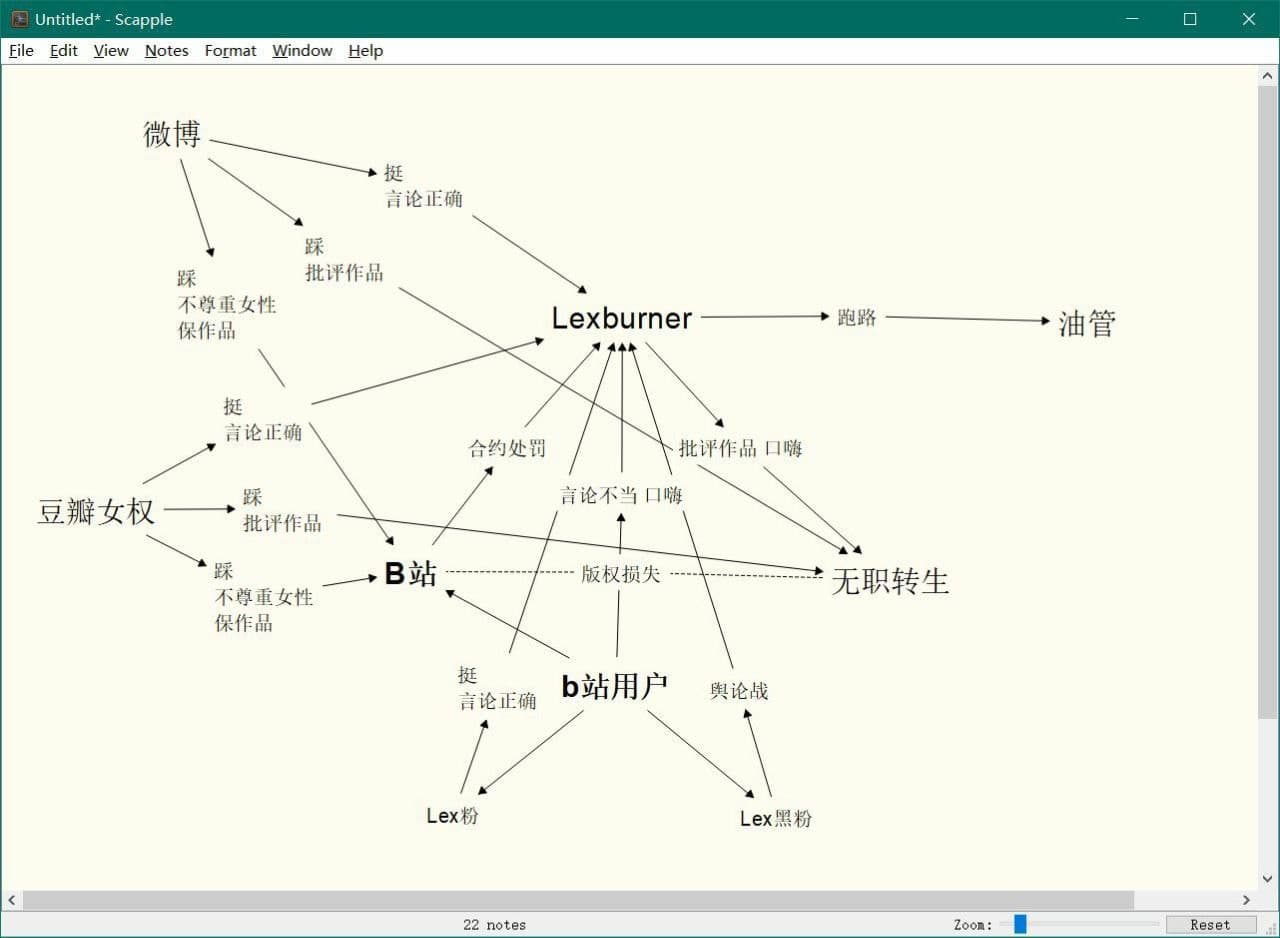 Untitled* - Scapple
File Edit View Notes Format Window Help
微博
挺
言论正确
踩
批评作品
踩
不尊重女性
保作品
Lexburner
跑路
油管
挺
言论正确
合约处罚
批评作品 口嗨
豆瓣女权
踩
批评作品
言论不当 口嗨
踩
不尊重女性
保作品
B站
版权损失
无职转生
挺
言论正确
b站用户
舆论战
Lex粉
Lex黑粉
22 notes
Zoom:
Reset